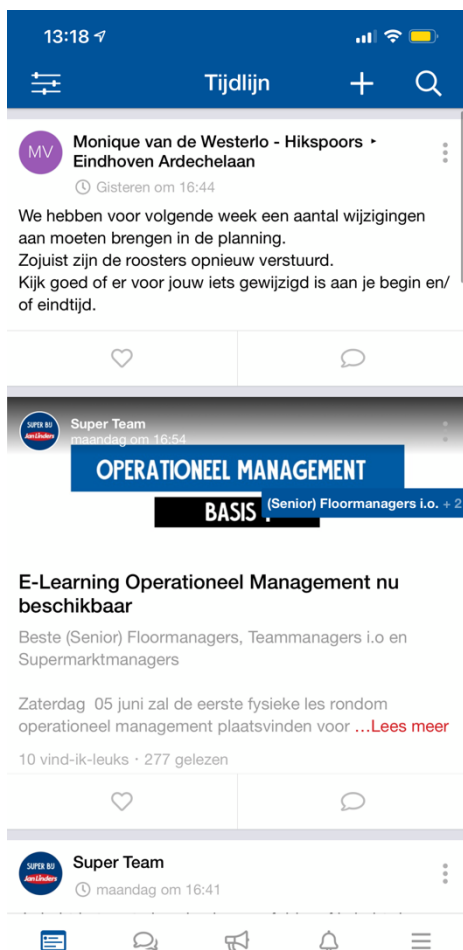 13:18
Tijdlijn
MV
Monique van de Westerlo - Hikspoors ‣
Eindhoven Ardechelaan
Gisteren om 16:44
We hebben voor volgende week een aantal wijzigingen
aan moeten brengen in de planning.
Zojuist zijn de roosters opnieuw verstuurd.
Kijk goed of er voor jouw iets gewijzigd is aan je begin en/
of eindtijd.
SUPER BIJ
Jan Linders
Super Team
maandag om 16:54
OPERATIONEEL MANAGEMENT
BASIS
(Senior) Floormanagers i.o. + 2
E-Learning Operationeel Management nu
beschikbaar
Beste (Senior) Floormanagers, Teammanagers i.o en
Supermarktmanagers
Zaterdag 05 juni zal de eerste fysieke les rondom
operationeel management plaatsvinden voor ...Lees meer
10 vind-ik-leuks · 277 gelezen
SUPER BIJ
Jan Linders
Super Team
maandag om 16:41